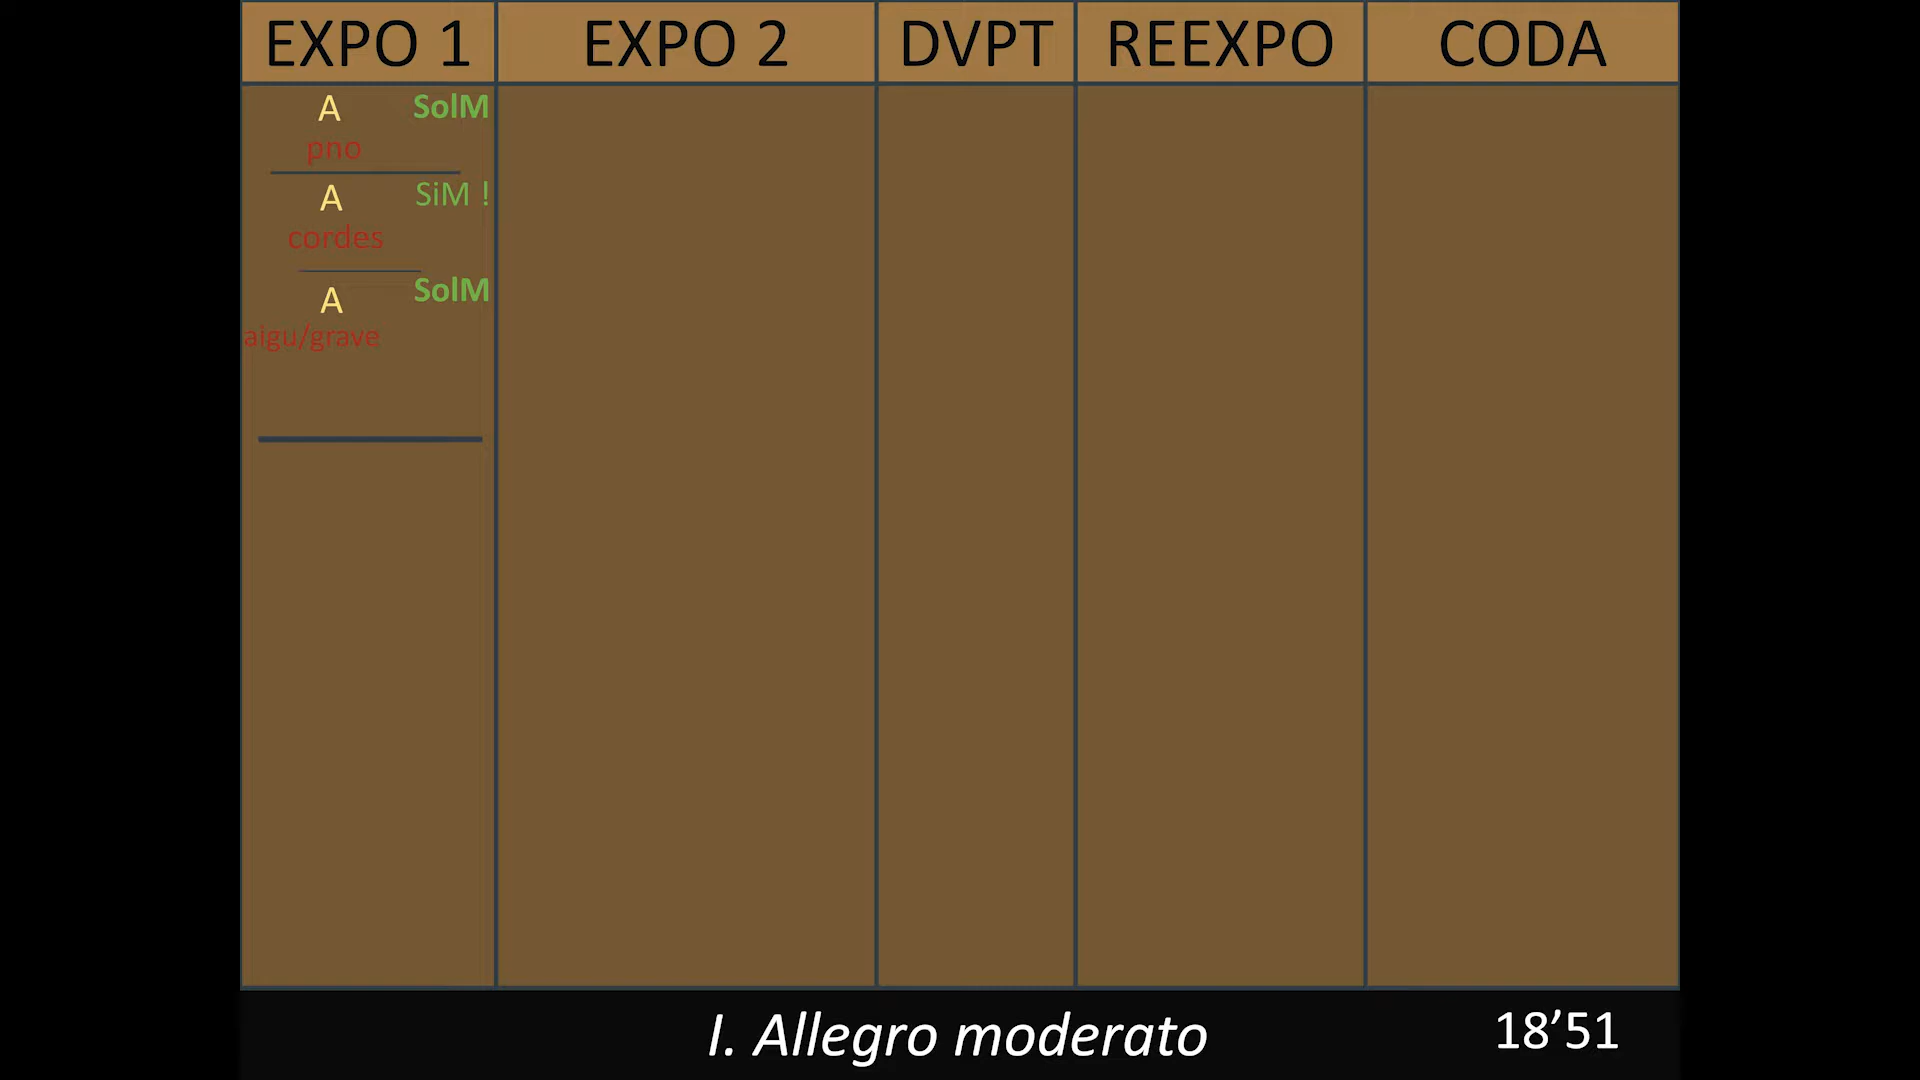 EXPO 1 EXPO 2 DVPT REEXPO CODA
A SolM
pno
A SiM !
cordes
A SolM
aigu/grave
I. Allegro moderato 18’51